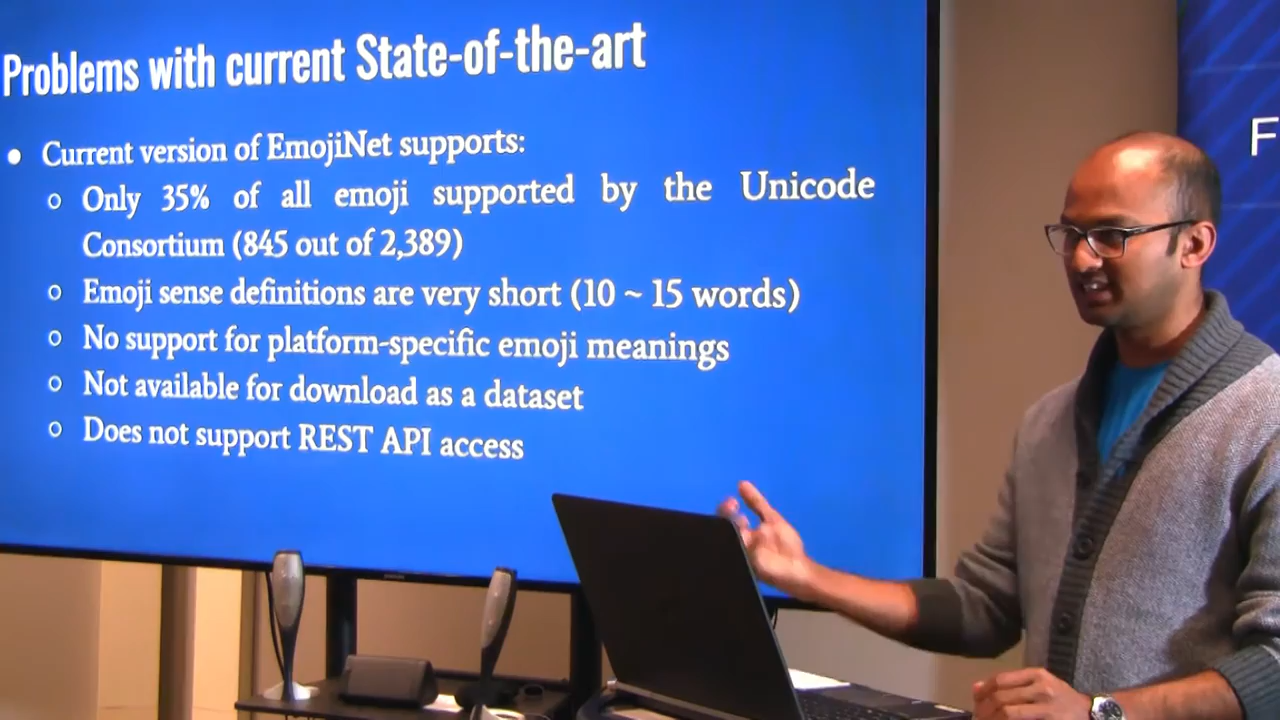 Problems with current State-of-the-art
● Current version of EmojiNet supports:
○ Only 35% of all emoji supported by the Unicode
Consortium (845 out of 2,389)
○ Emoji sense definitions are very short (10 ~ 15 words)
○ No support for platform-specific emoji meanings
○ Not available for download as a dataset
○ Does not support REST API access
F